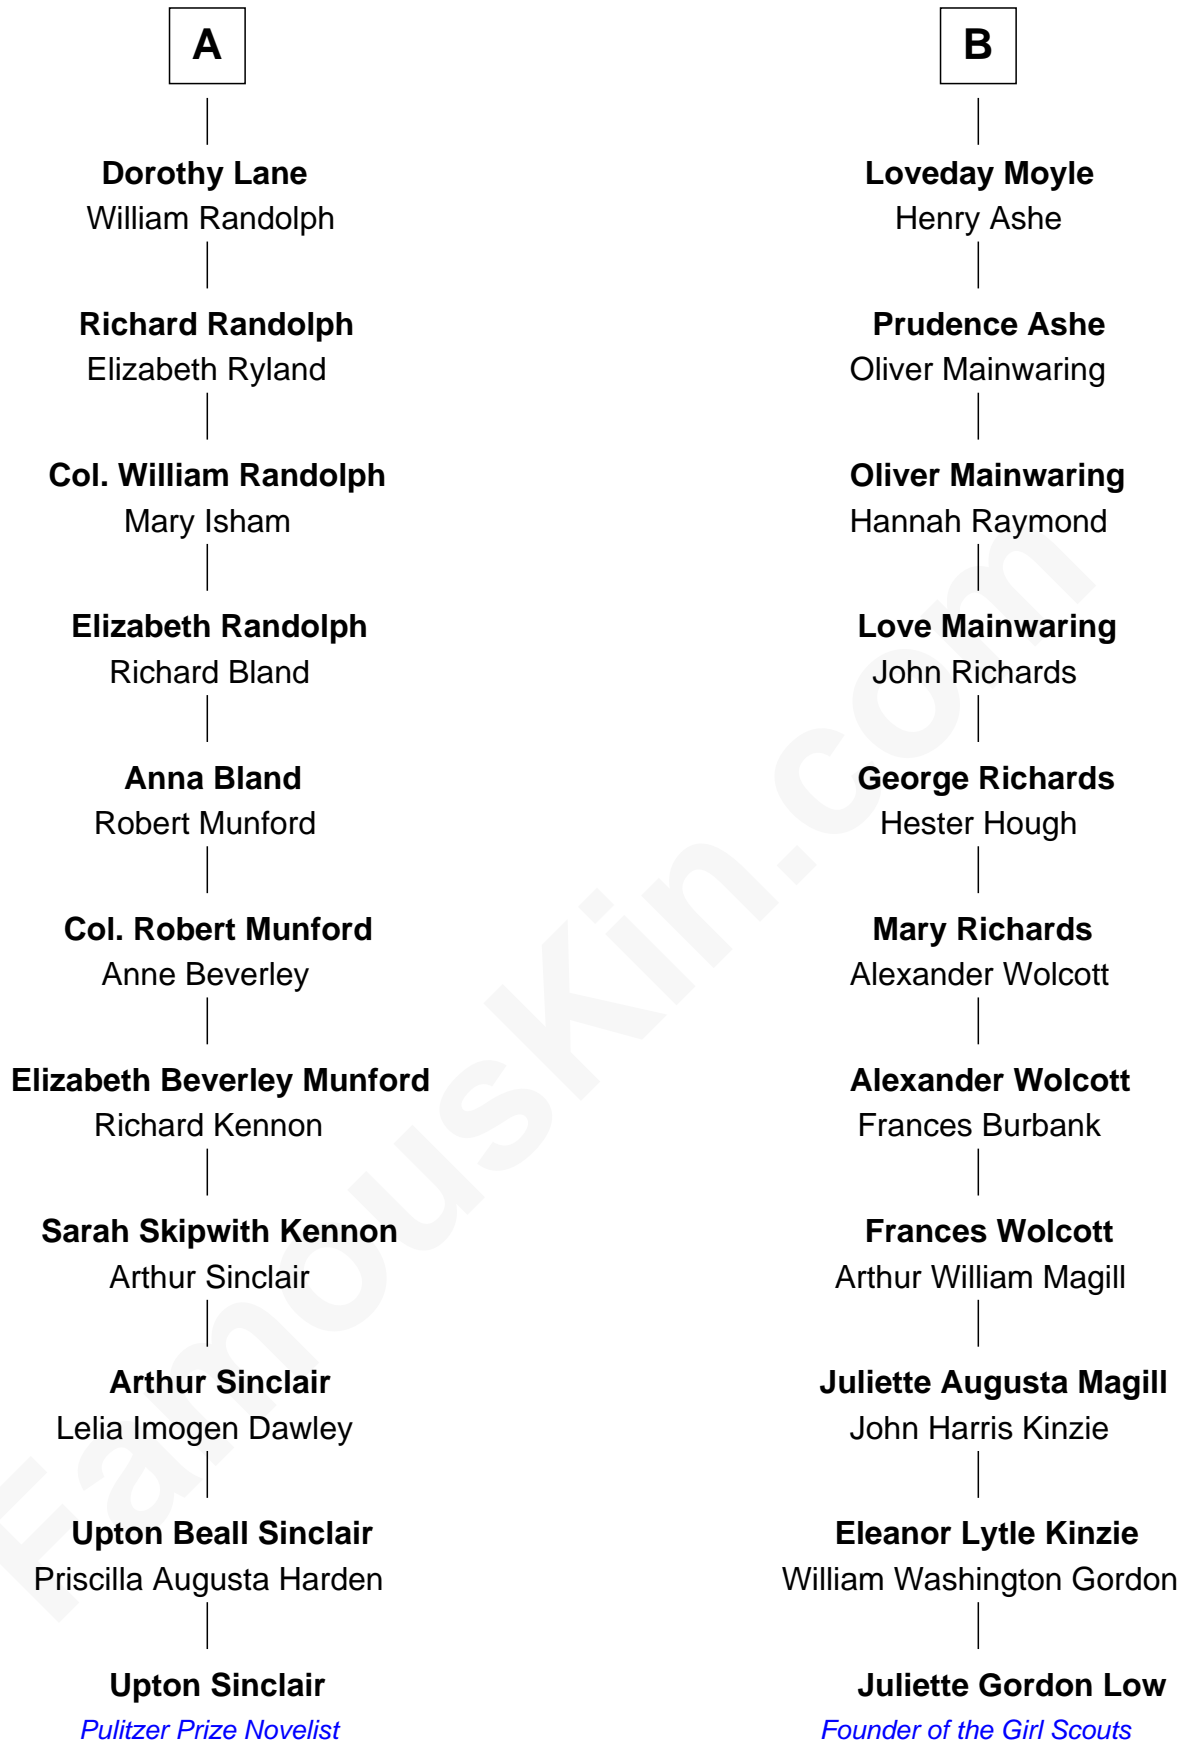 A
Dorothy Lane
William Randolph
Richard Randolph
Elizabeth Ryland
Col. William Randolph
Mary Isham
Elizabeth Randolph
Richard Bland
Anna Bland
Robert Munford
Col. Robert Munford
Anne Beverley
Elizabeth Beverley Munford
Richard Kennon
Sarah Skipwith Kennon
Arthur Sinclair
Arthur Sinclair
Lelia Imogen Dawley
Upton Beall Sinclair
Priscilla Augusta Harden
Upton Sinclair
Pulitzer Prize Novelist
B
Loveday Moyle
Henry Ashe
Prudence Ashe
Oliver Mainwaring
Oliver Mainwaring
Hannah Raymond
Love Mainwaring
John Richards
George Richards
Hester Hough
Mary Richards
Alexander Wolcott
Alexander Wolcott
Frances Burbank
Frances Wolcott
Arthur William Magill
Juliette Augusta Magill
John Harris Kinzie
Eleanor Lytle Kinzie
William Washington Gordon
Juliette Gordon Low
Founder of the Girl Scouts
FamousKin.com